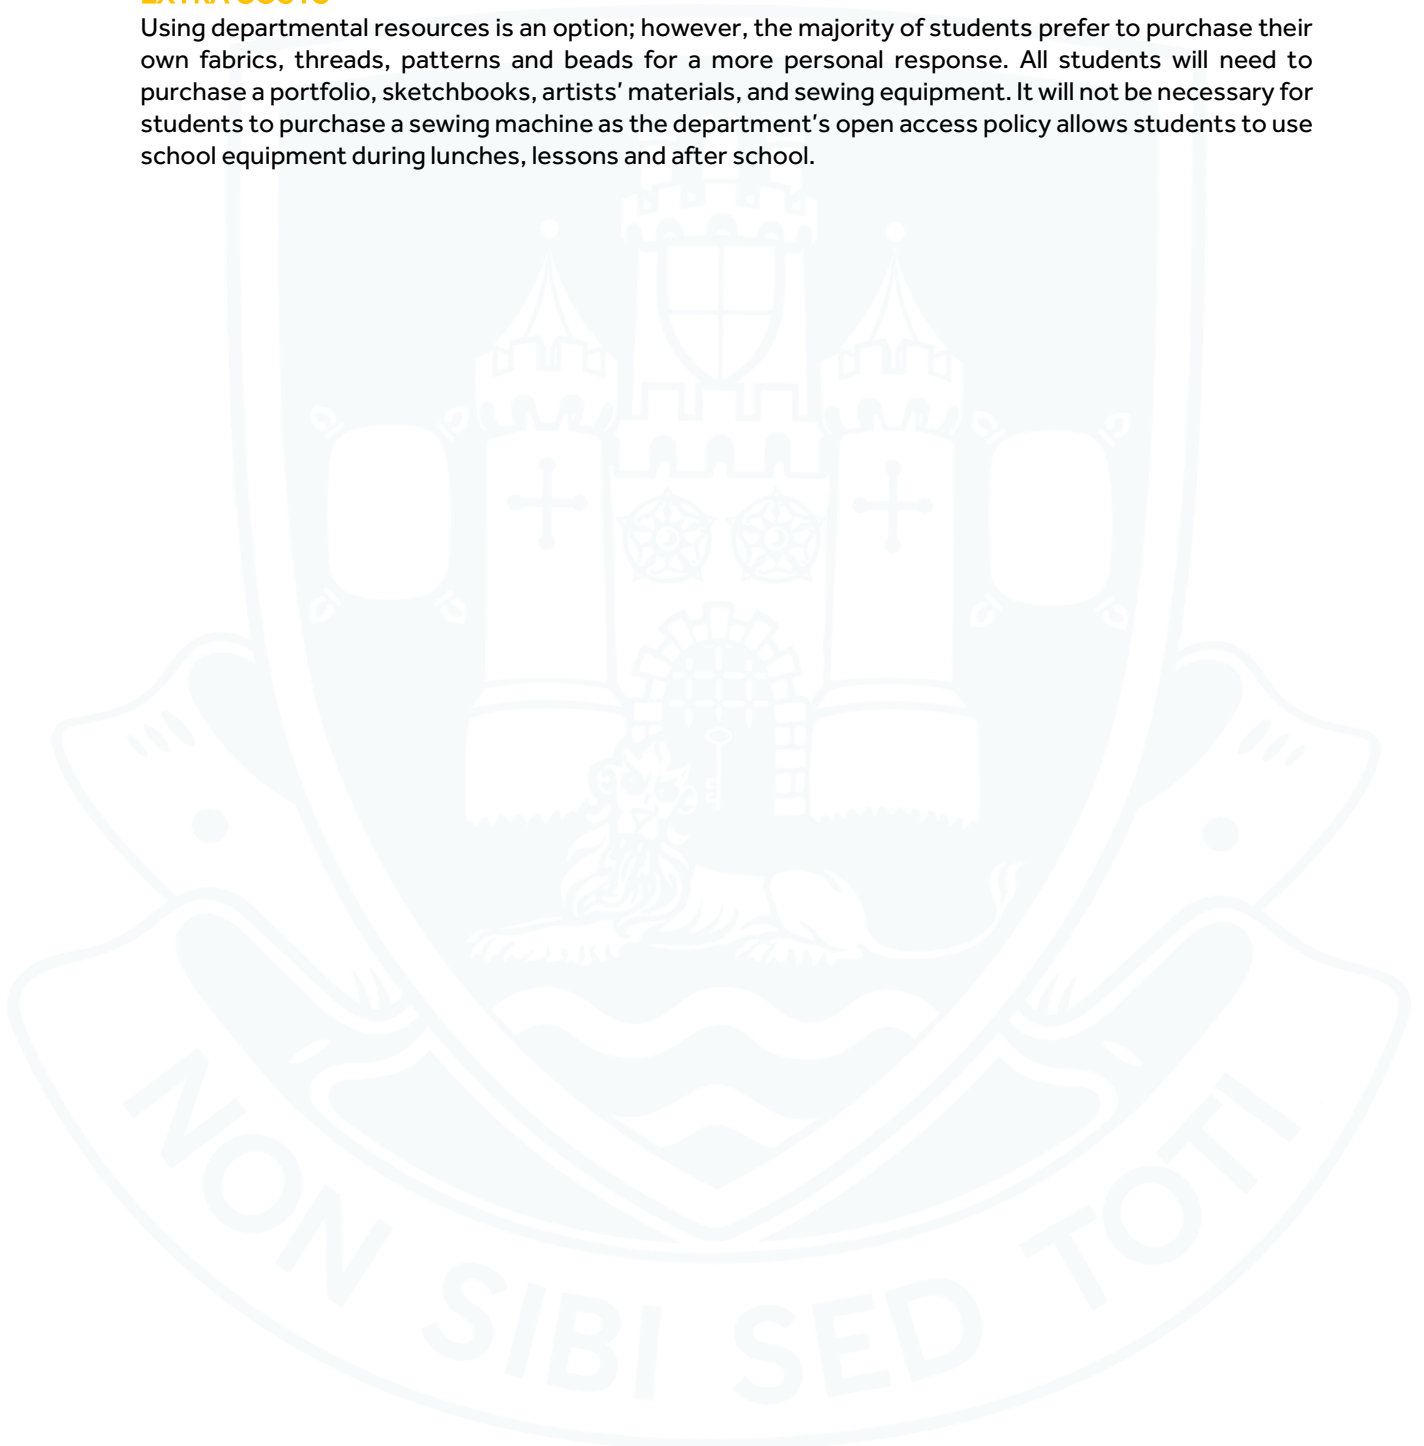 EXTRA COSTS
Using departmental resources is an option; however, the majority of students prefer to purchase their
own fabrics, threads, patterns and beads for a more personal response. All students will need to
purchase a portfolio, sketchbooks, artists’ materials, and sewing equipment. It will not be necessary for
students to purchase a sewing machine as the department’s open access policy allows students to use
school equipment during lunches, lessons and after school.
NON SIBI SED TOTI